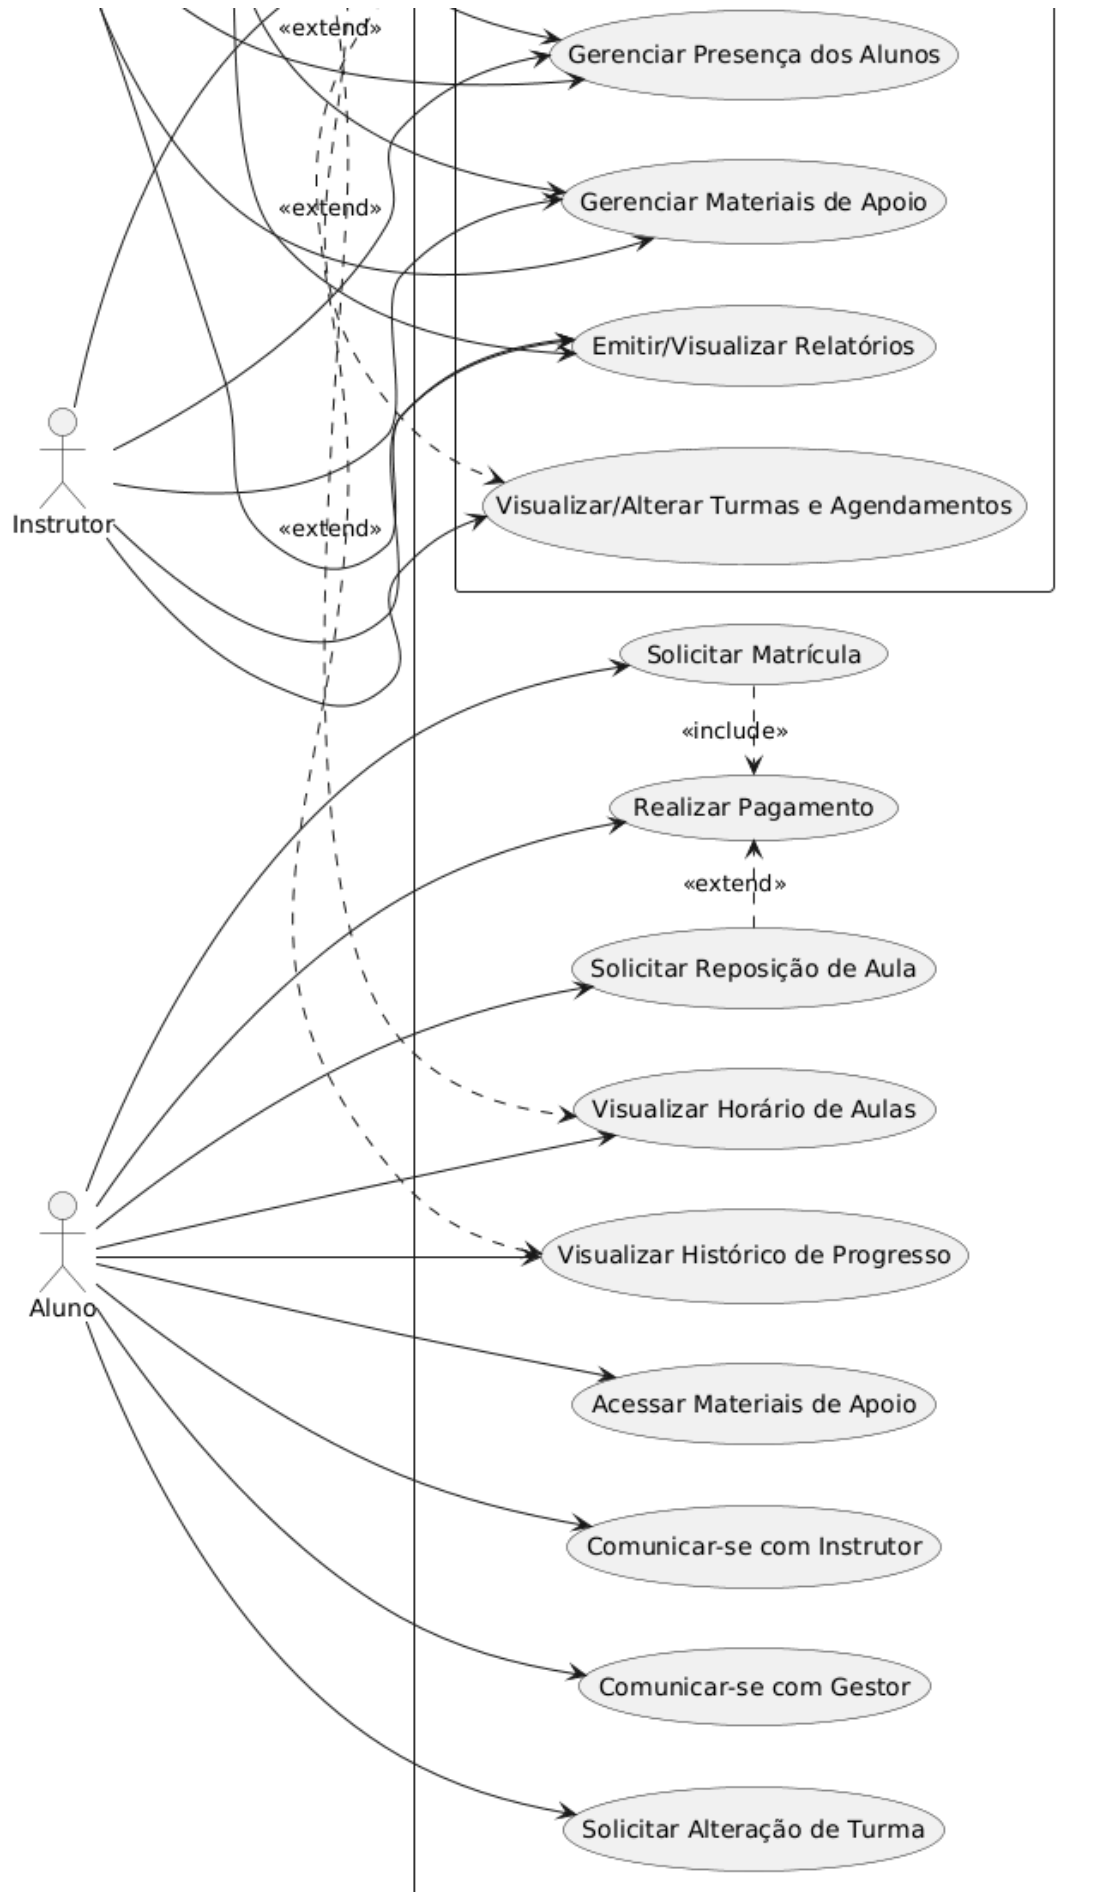 «extend»
Gerenciar Presença dos Alunos
Gerenciar Materiais de Apoio
«extend»
Emitir/Visualizar Relatórios
Visualizar/Alterar Turmas e Agendamentos
Instrutor
«extend»
Solicitar Matrícula
«include»
Realizar Pagamento
«extend»
Solicitar Reposição de Aula
Visualizar Horário de Aulas
Visualizar Histórico de Progresso
Aluno
Acessar Materiais de Apoio
Comunicar-se com Instrutor
Comunicar-se com Gestor
Solicitar Alteração de Turma